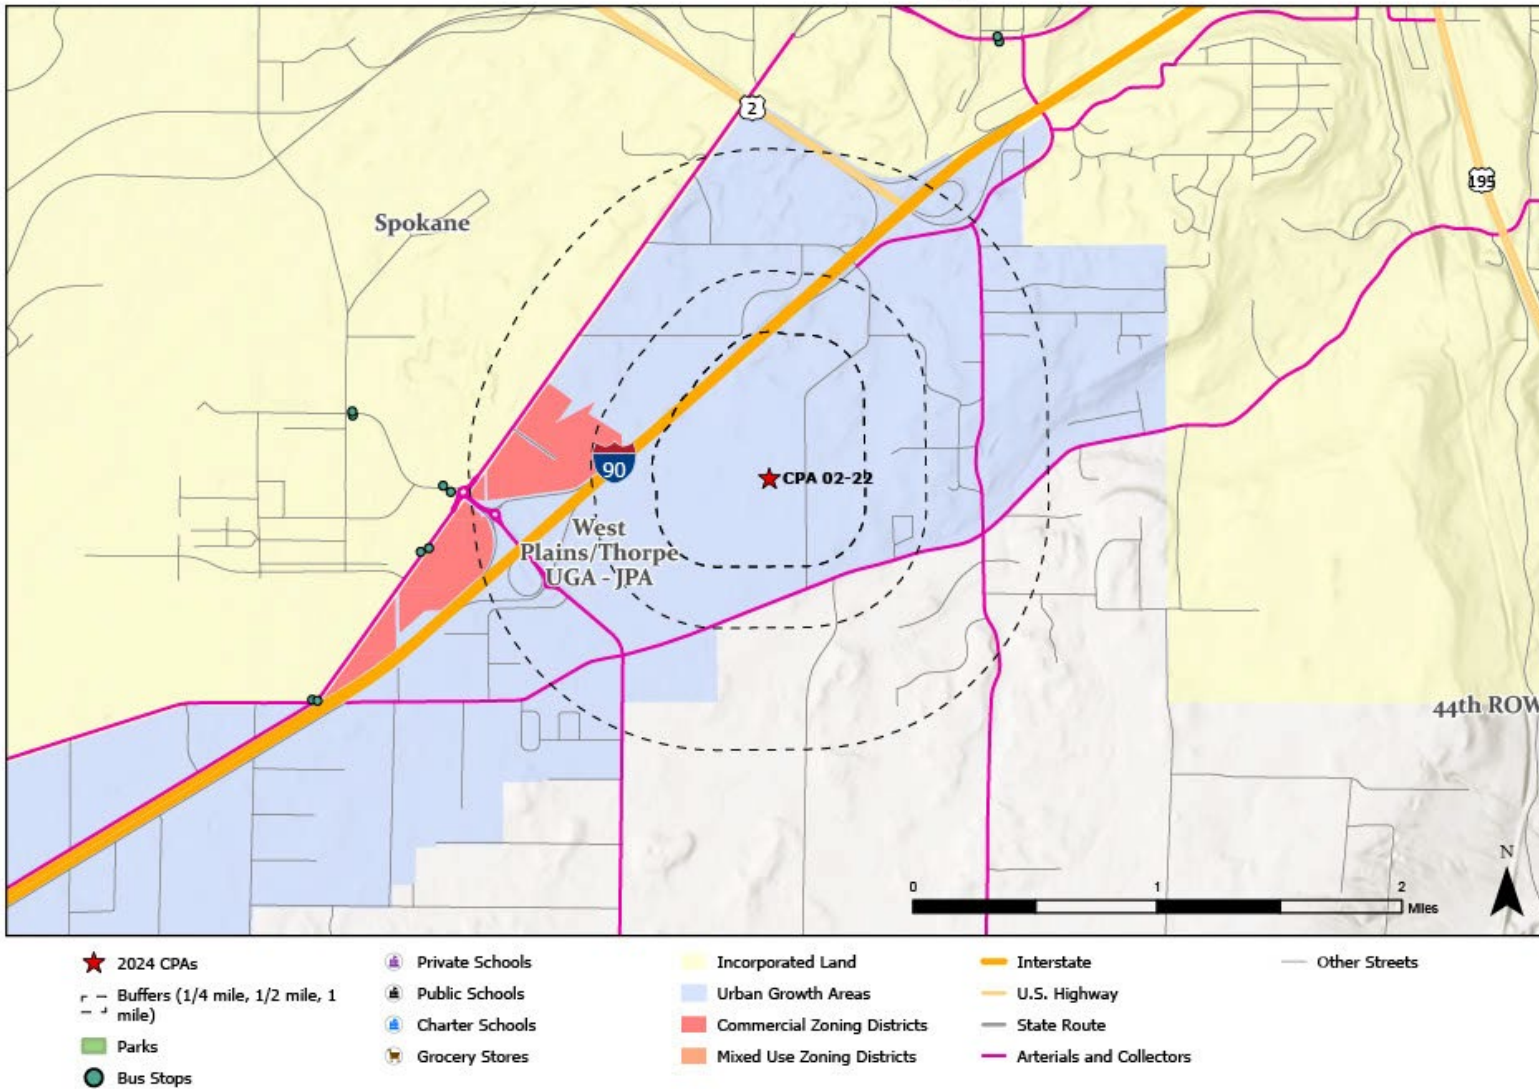 2
195
Spokane
90
CPA 02-22
West
Plains/Thorpe
UGA - JPA
44th ROW
N
0
1
2
Miles
2024 CPAs
Buffers (1/4 mile, 1/2 mile, 1
mile)
Parks
Bus Stops
Private Schools
Public Schools
Charter Schools
Grocery Stores
Incorporated Land
Urban Growth Areas
Commercial Zoning Districts
Mixed Use Zoning Districts
Interstate
U.S. Highway
State Route
Arterials and Collectors
Other Streets